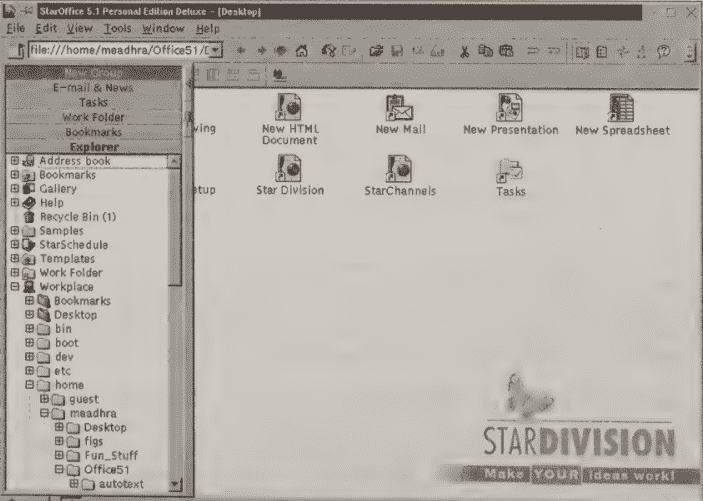 StarOffice 5.1 Personal Edition Deluxe - [Desktop]
File Edit View Tools Window Help
file:///home/meadhra/Office51/D
New Group
E-mail & News
Tasks
Work Folder
Bookmarks
Explorer
Address book
Bookmarks
Gallery
Help
Recycle Bin (1)
Samples
StarSchedule
Templates
Work Folder
Workplace
Bookmarks
Desktop
bin
boot
dev
etc
home
guest
meadhra
Desktop
figs
Fun_Stuff
Office51
autotext
ving
New HTML
Document
New Mail
New Presentation
New Spreadsheet
etup
Star Division
StarChannels
Tasks
STARDIVISION
Make YOUR ideas work!